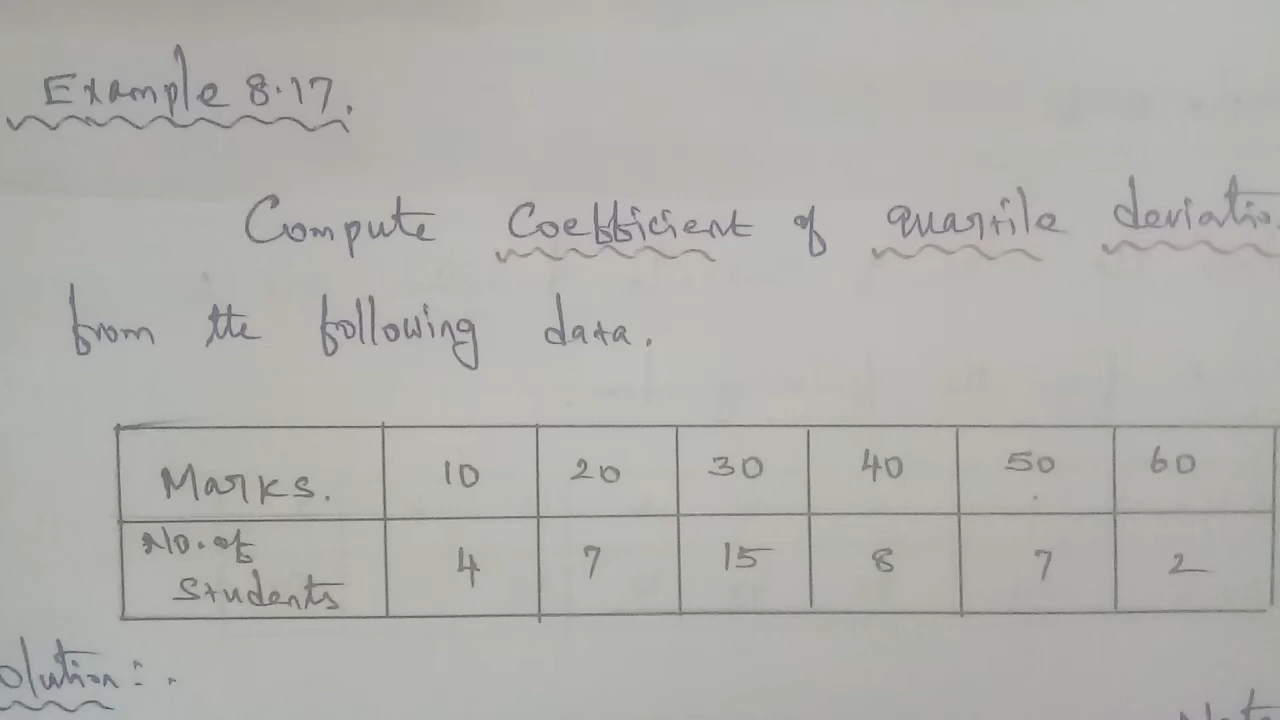 Example 8.17.
Compute Coefficient of quartile deviatio
from the following data.
Marks. 10 20 30 40 50 60
No. of Students 4 7 15 8 7 2
olution:-